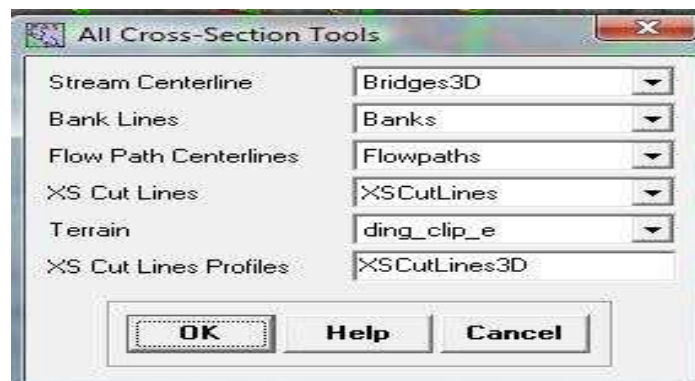 All Cross-Section Tools
Stream Centerline Bridges3D
Bank Lines Banks
Flow Path Centerlines Flowpaths
XS Cut Lines XSCutLines
Terrain ding_clip_e
XS Cut Lines Profiles XSCutLines3D
OK Help Cancel